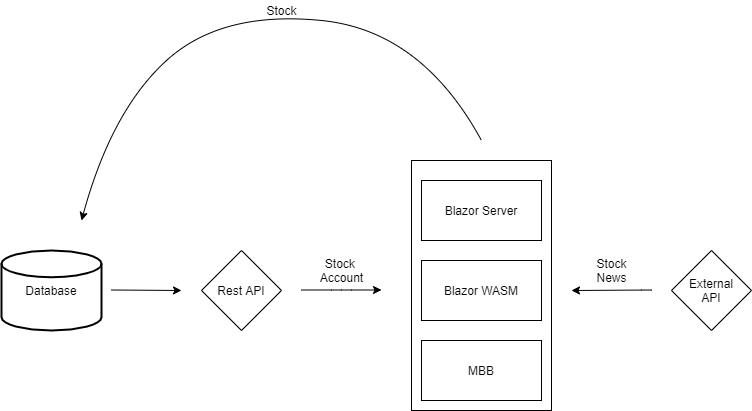 Stock
Blazor Server
Database
Rest API
Stock
Account
Blazor WASM
Stock
News
External
API
MBB